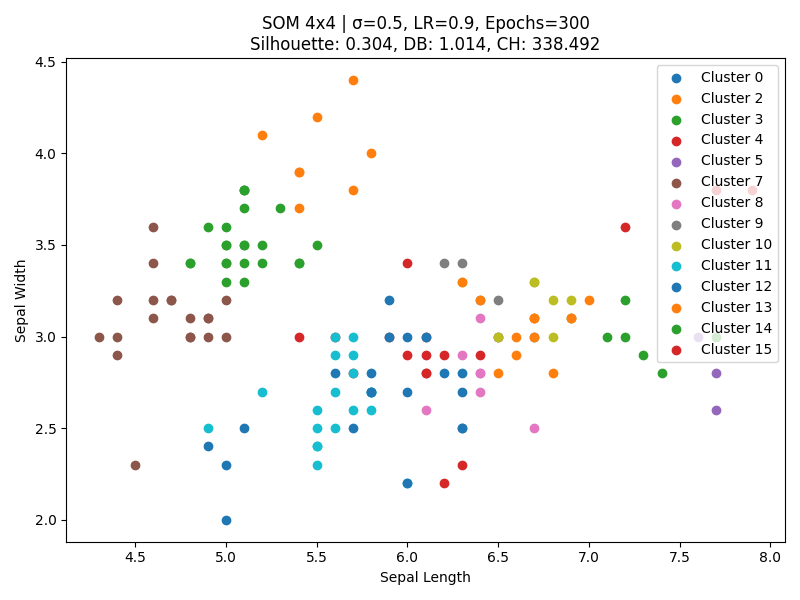 SOM 4x4 | σ=0.5, LR=0.9, Epochs=300
Silhouette: 0.304, DB: 1.014, CH: 338.492
4.5
4.0
3.5
3.0
2.5
2.0
Sepal Width
Cluster 0
Cluster 2
Cluster 3
Cluster 4
Cluster 5
Cluster 7
Cluster 8
Cluster 9
Cluster 10
Cluster 11
Cluster 12
Cluster 13
Cluster 14
Cluster 15
4.5 5.0 5.5 6.0 6.5 7.0 7.5 8.0
Sepal Length